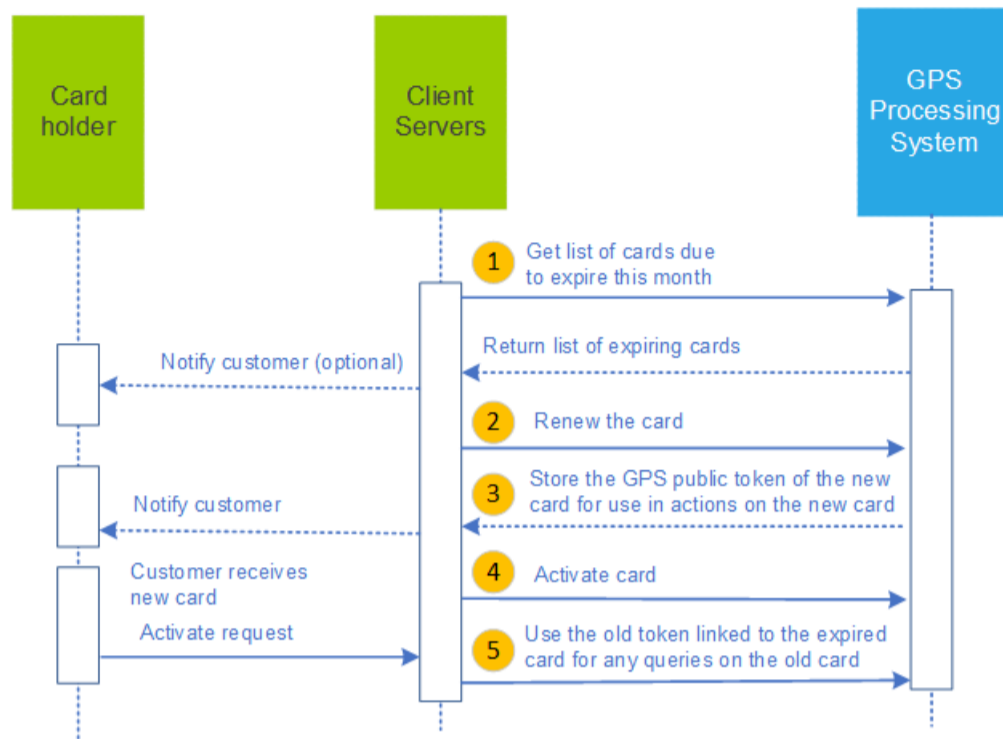 Card
holder
Client
Servers
GPS
Processing
System
1
Get list of cards due
to expire this month
Return list of expiring cards
Notify customer (optional)
2
Renew the card
3
Store the GPS public token of the new
card for use in actions on the new card
Notify customer
4
Activate card
Customer receives
new card
Activate request
5
Use the old token linked to the expired
card for any queries on the old card